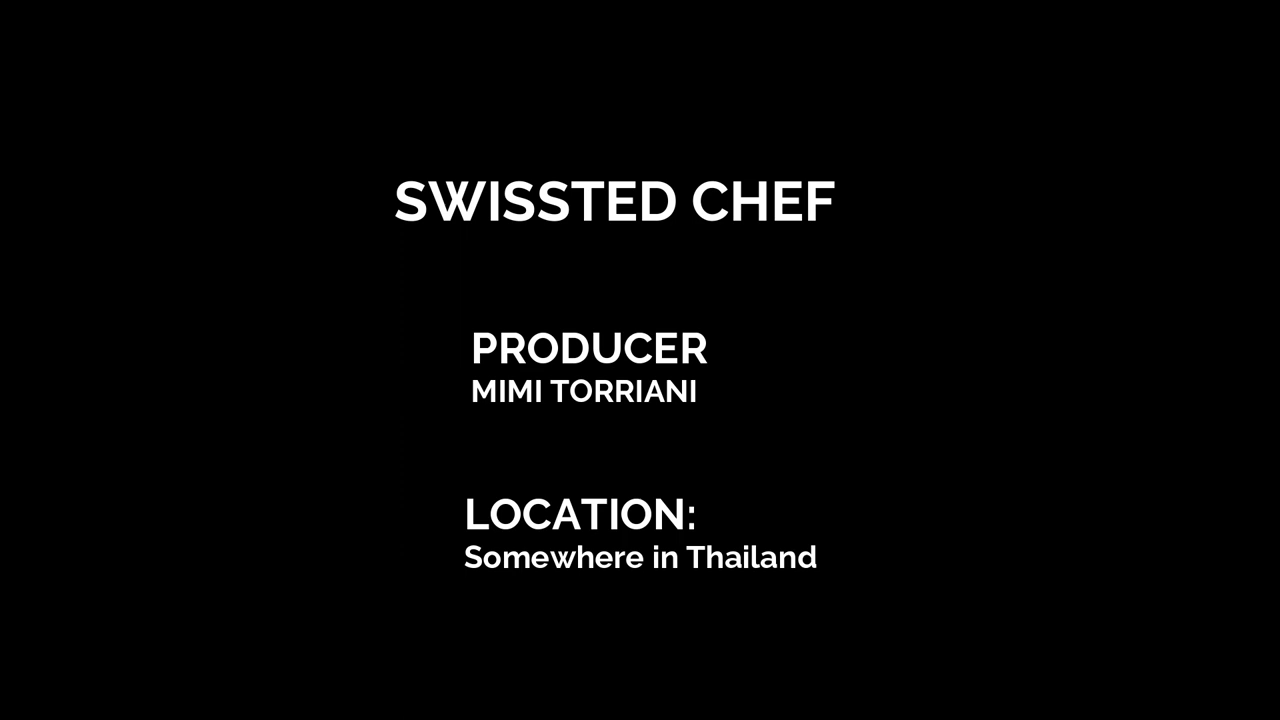 SWISSTED CHEF
PRODUCER
MIMI TORRIANI
LOCATION:
Somewhere in Thailand